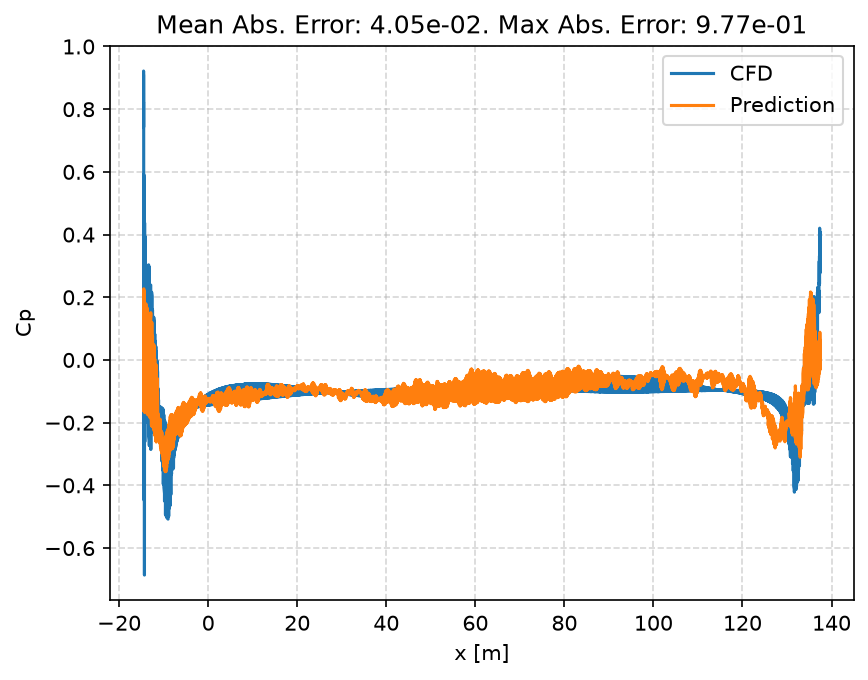 Mean Abs. Error: 4.05e-02. Max Abs. Error: 9.77e-01
CFD
Prediction
1.0
0.8
0.6
0.4
0.2
0.0
−0.2
−0.4
−0.6
Cp
−20 0 20 40 60 80 100 120 140
x [m]